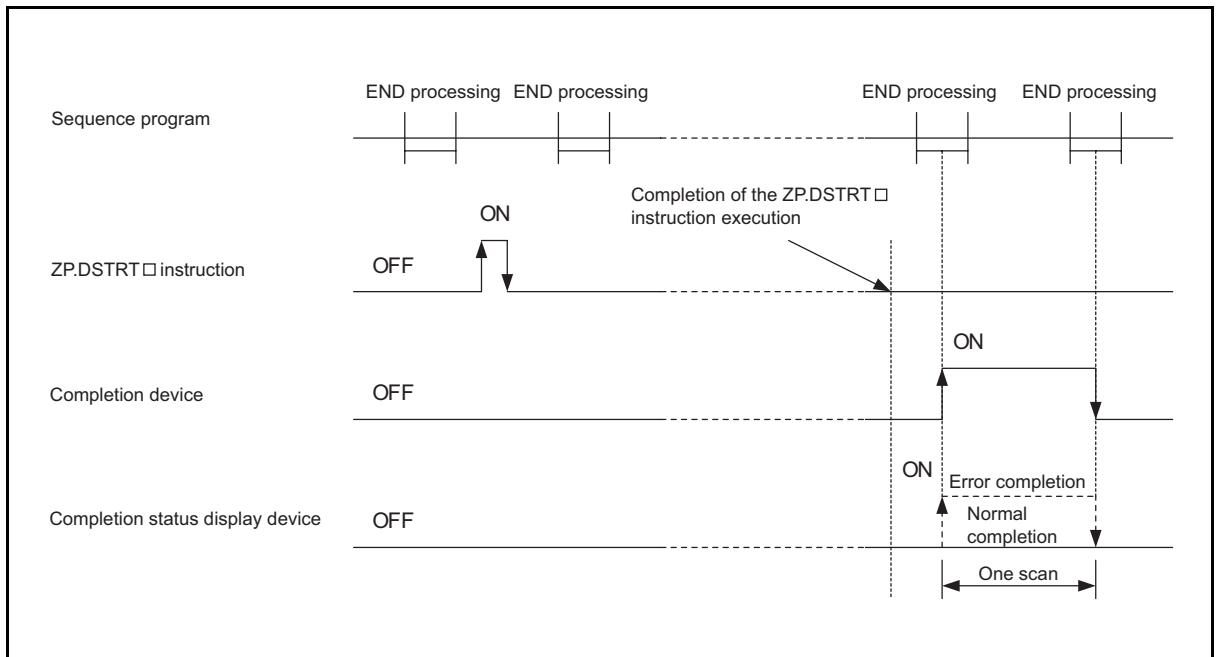 END processing END processing END processing END processing
Sequence program
Completion of the ZP.DSTRT□
instruction execution
ON
ZP.DSTRT□ instruction OFF
ON
Completion device OFF
ON
Error completion
Completion status display device OFF
Normal
completion
One scan